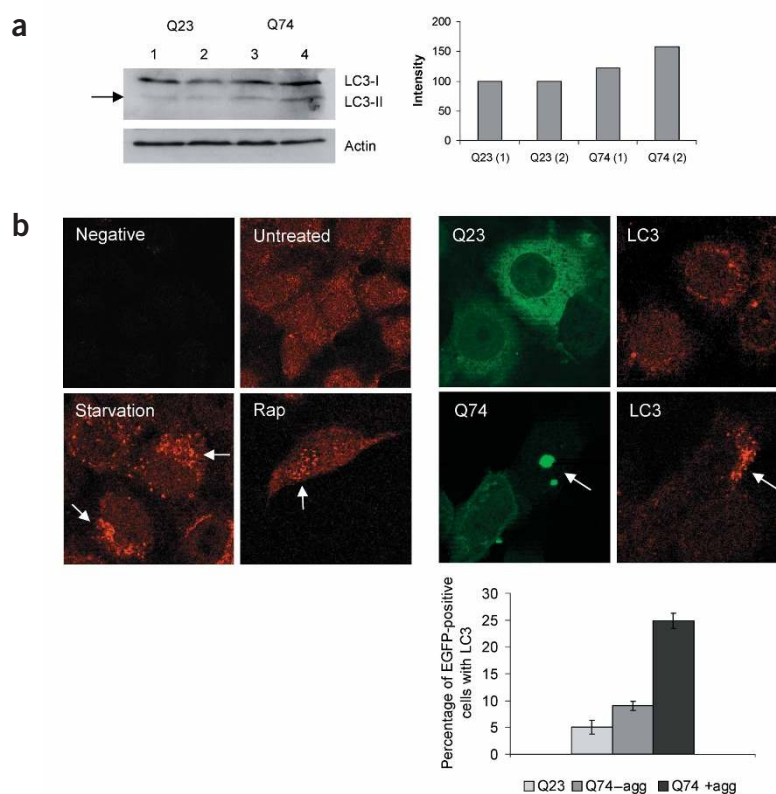 a
Q23 Q74
1 2 3 4
LC3-I
LC3-II
Actin
Intensity
200
150
100
50
0
Q23 (1) Q23 (2) Q74 (1) Q74 (2)
b
Negative
Untreated
Starvation
Rap
Q23
LC3
Q74
LC3
Percentage of EGFP-positive
cells with LC3
30
25
20
15
10
5
0
Q23 Q74–agg Q74 +agg